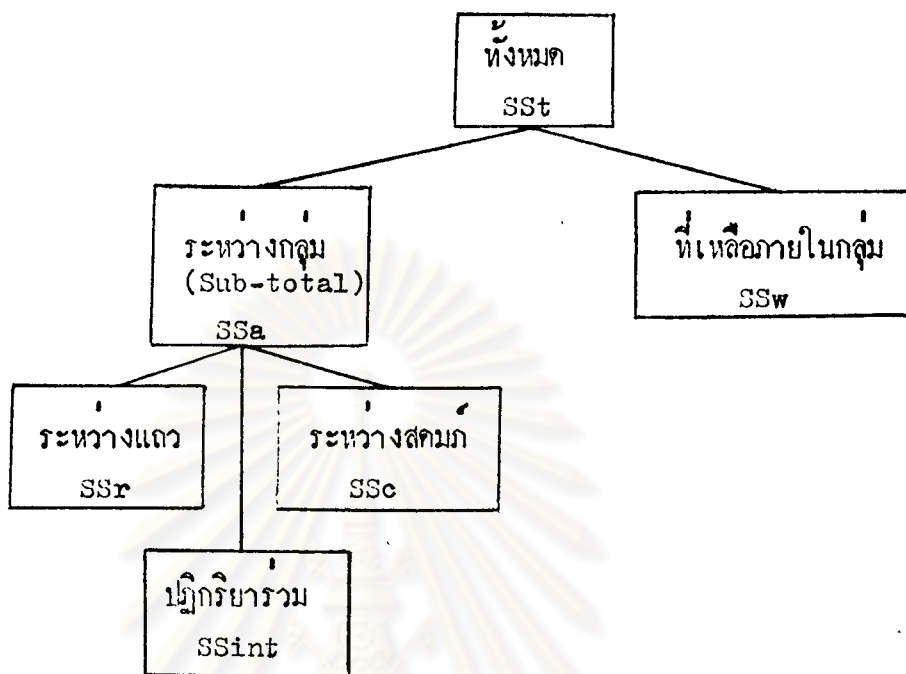 ทั้งหมด
SSt
ระหว่างกลุ่ม
(Sub-total)
SSa
ที่เหลือภายในกลุ่ม
SSw
ระหว่างแถว
SSr
ระหว่างสดมภ์
SSc
ปฏิกริยาร่วม
SSint